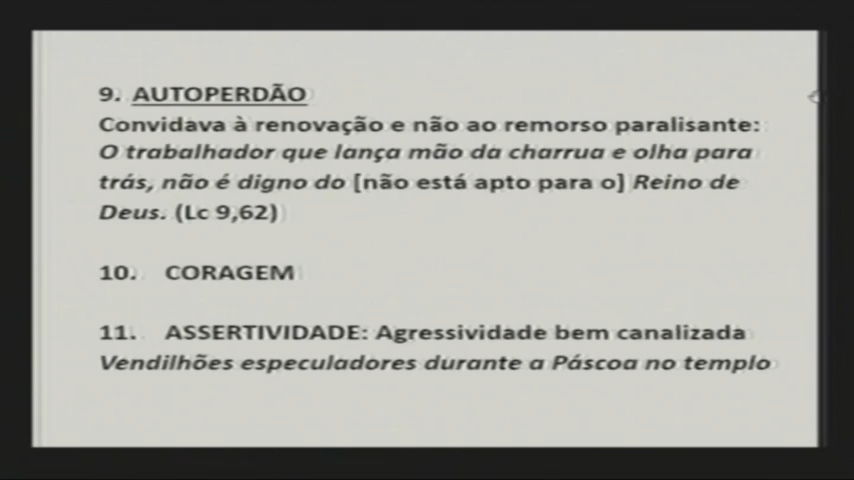 9. AUTOPERDÃO
Convidava à renovação e não ao remorso paralisante:
O trabalhador que lança mão da charrua e olha para
trás, não é digno do [não está apto para o] Reino de
Deus. (Lc 9,62)
10. CORAGEM
11. ASSERTIVIDADE: Agressividade bem canalizada
Vendilhões especuladores durante a Páscoa no templo